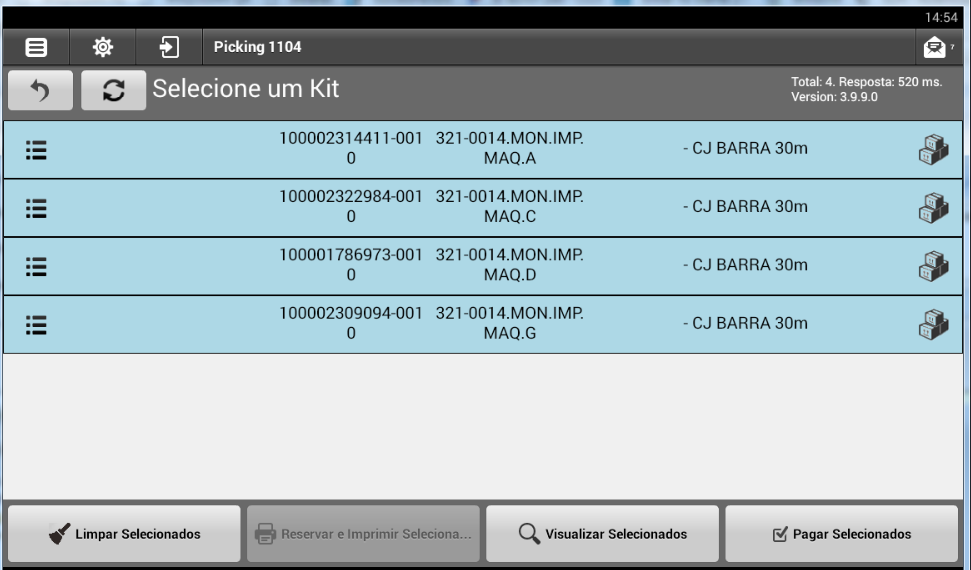 14:54
Picking 1104
7
Selecione um Kit
Total: 4. Resposta: 520 ms.
Version: 3.9.9.0
100002314411-001 321-0014.MON.IMP.
0 MAQ.A
- CJ BARRA 30m
100002322984-001 321-0014.MON.IMP.
0 MAQ.C
- CJ BARRA 30m
100001786973-001 321-0014.MON.IMP.
0 MAQ.D
- CJ BARRA 30m
100002309094-001 321-0014.MON.IMP.
0 MAQ.G
- CJ BARRA 30m
Limpar Selecionados
Reservar e Imprimir Seleciona...
Visualizar Selecionados
Pagar Selecionados